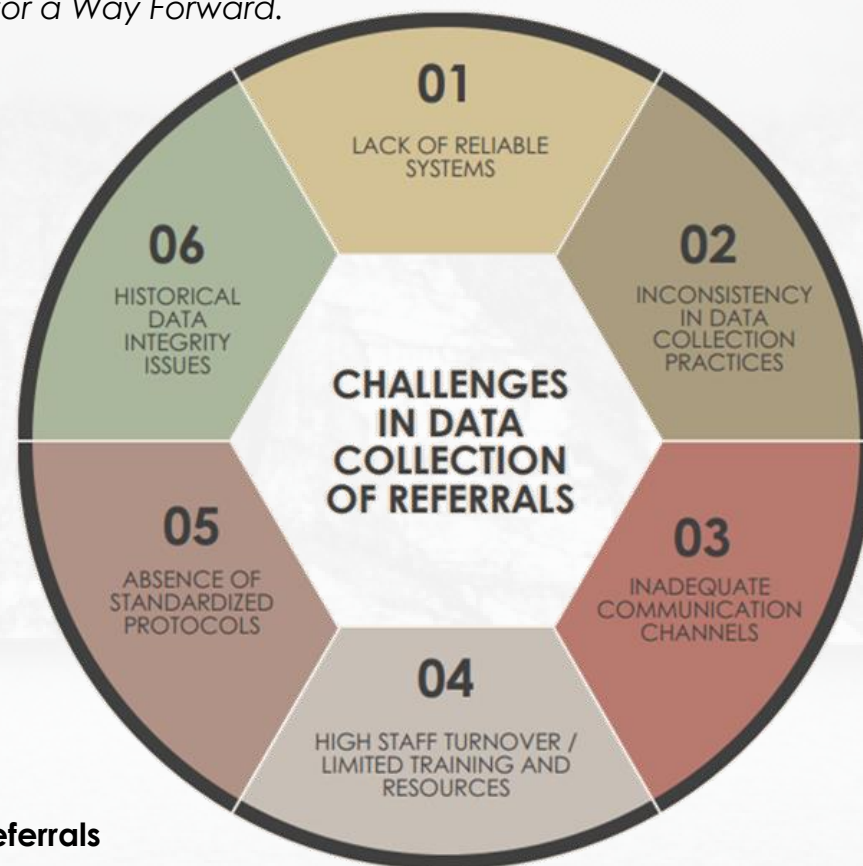 or a Way Forward.
01
LACK OF RELIABLE
SYSTEMS
02
INCONSISTENCY
IN DATA
COLLECTION
PRACTICES
03
INADEQUATE
COMMUNICATION
CHANNELS
04
HIGH STAFF TURNOVER /
LIMITED TRAINING AND
RESOURCES
05
ABSENCE OF
STANDARDIZED
PROTOCOLS
06
HISTORICAL
DATA
INTEGRITY
ISSUES
CHALLENGES
IN DATA
COLLECTION
OF REFERRALS
eferrals